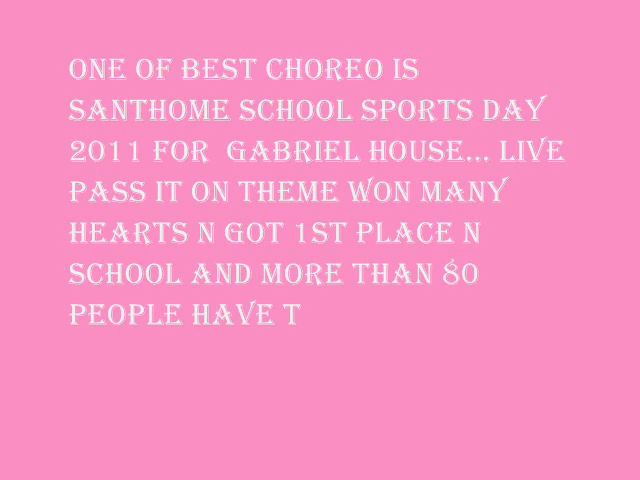 ONE OF BEST CHOREO IS
SANTHOME SCHOOL SPORTS DAY
2011 FOR  GABRIEL HOUSE... LIVE
PASS IT ON THEME WON MANY
HEARTS N GOT 1ST PLACE N
SCHOOL AND MORE THAN 80
PEOPLE HAVE T